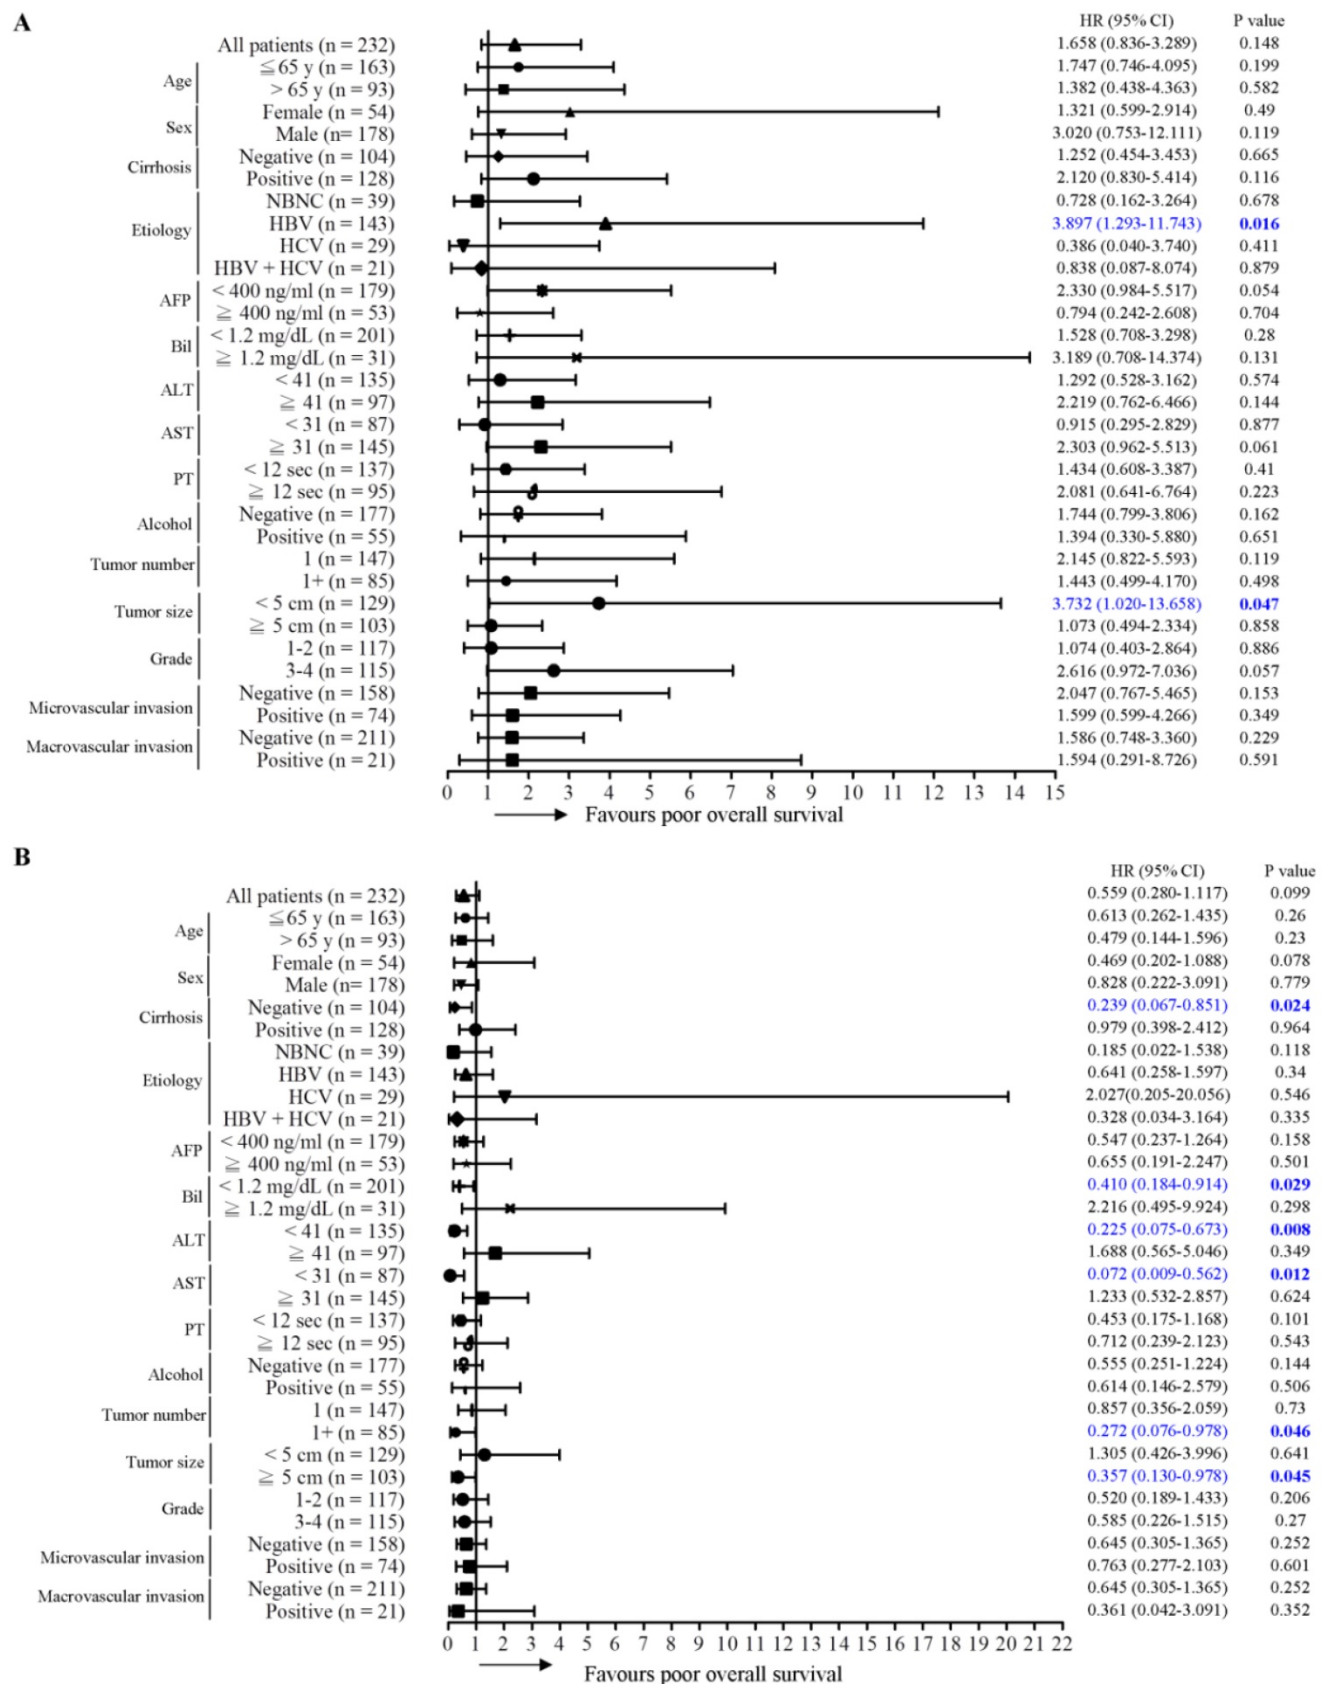 A
HR (95% CI) P value
All patients (n = 232) 1.658 (0.836-3.289) 0.148
Age ≦65 y (n = 163) 1.747 (0.746-4.095) 0.199
> 65 y (n = 93) 1.382 (0.438-4.363) 0.582
Sex Female (n = 54) 1.321 (0.599-2.914) 0.49
Male (n= 178) 3.020 (0.753-12.111) 0.119
Cirrhosis Negative (n = 104) 1.252 (0.454-3.453) 0.665
Positive (n = 128) 2.120 (0.830-5.414) 0.116
Etiology NBNC (n = 39) 0.728 (0.162-3.264) 0.678
HBV (n = 143) 3.897 (1.293-11.743) 0.016
HCV (n = 29) 0.386 (0.040-3.740) 0.411
HBV + HCV (n = 21) 0.838 (0.087-8.074) 0.879
AFP < 400 ng/ml (n = 179) 2.330 (0.984-5.517) 0.054
≧ 400 ng/ml (n = 53) 0.794 (0.242-2.608) 0.704
Bil < 1.2 mg/dL (n = 201) 1.528 (0.708-3.298) 0.28
≧ 1.2 mg/dL (n = 31) 3.189 (0.708-14.374) 0.131
ALT < 41 (n = 135) 1.292 (0.528-3.162) 0.574
≧ 41 (n = 97) 2.219 (0.762-6.466) 0.144
AST < 31 (n = 87) 0.915 (0.295-2.829) 0.877
≧ 31 (n = 145) 2.303 (0.962-5.513) 0.061
PT < 12 sec (n = 137) 1.434 (0.608-3.387) 0.41
≧ 12 sec (n = 95) 2.081 (0.641-6.764) 0.223
Alcohol Negative (n = 177) 1.744 (0.799-3.806) 0.162
Positive (n = 55) 1.394 (0.330-5.880) 0.651
Tumor number 1 (n = 147) 2.145 (0.822-5.593) 0.119
1+ (n = 85) 1.443 (0.499-4.170) 0.498
Tumor size < 5 cm (n = 129) 3.732 (1.020-13.658) 0.047
≧ 5 cm (n = 103) 1.073 (0.494-2.334) 0.858
Grade 1-2 (n = 117) 1.074 (0.403-2.864) 0.886
3-4 (n = 115) 2.616 (0.972-7.036) 0.057
Microvascular invasion Negative (n = 158) 2.047 (0.767-5.465) 0.153
Positive (n = 74) 1.599 (0.599-4.266) 0.349
Macrovascular invasion Negative (n = 211) 1.586 (0.748-3.360) 0.229
Positive (n = 21) 1.594 (0.291-8.726) 0.591
0 1 2 3 4 5 6 7 8 9 10 11 12 13 14 15
Favours poor overall survival
B
HR (95% CI) P value
All patients (n = 232) 0.559 (0.280-1.117) 0.099
Age ≦65 y (n = 163) 0.613 (0.262-1.435) 0.26
> 65 y (n = 93) 0.479 (0.144-1.596) 0.23
Sex Female (n = 54) 0.469 (0.202-1.088) 0.078
Male (n= 178) 0.828 (0.222-3.091) 0.779
Cirrhosis Negative (n = 104) 0.239 (0.067-0.851) 0.024
Positive (n = 128) 0.979 (0.398-2.412) 0.964
Etiology NBNC (n = 39) 0.185 (0.022-1.538) 0.118
HBV (n = 143) 0.641 (0.258-1.597) 0.34
HCV (n = 29) 2.027(0.205-20.056) 0.546
HBV + HCV (n = 21) 0.328 (0.034-3.164) 0.335
AFP < 400 ng/ml (n = 179) 0.547 (0.237-1.264) 0.158
≧ 400 ng/ml (n = 53) 0.655 (0.191-2.247) 0.501
Bil < 1.2 mg/dL (n = 201) 0.410 (0.184-0.914) 0.029
≧ 1.2 mg/dL (n = 31) 2.216 (0.495-9.924) 0.298
ALT < 41 (n = 135) 0.225 (0.075-0.673) 0.008
≧ 41 (n = 97) 1.688 (0.565-5.046) 0.349
AST < 31 (n = 87) 0.072 (0.009-0.562) 0.012
≧ 31 (n = 145) 1.233 (0.532-2.857) 0.624
PT < 12 sec (n = 137) 0.453 (0.175-1.168) 0.101
≧ 12 sec (n = 95) 0.712 (0.239-2.123) 0.543
Alcohol Negative (n = 177) 0.555 (0.251-1.224) 0.144
Positive (n = 55) 0.614 (0.146-2.579) 0.506
Tumor number 1 (n = 147) 0.857 (0.356-2.059) 0.73
1+ (n = 85) 0.272 (0.076-0.978) 0.046
Tumor size < 5 cm (n = 129) 1.305 (0.426-3.996) 0.641
≧ 5 cm (n = 103) 0.357 (0.130-0.978) 0.045
Grade 1-2 (n = 117) 0.520 (0.189-1.433) 0.206
3-4 (n = 115) 0.585 (0.226-1.515) 0.27
Microvascular invasion Negative (n = 158) 0.645 (0.305-1.365) 0.252
Positive (n = 74) 0.763 (0.277-2.103) 0.601
Macrovascular invasion Negative (n = 211) 0.645 (0.305-1.365) 0.252
Positive (n = 21) 0.361 (0.042-3.091) 0.352
0 1 2 3 4 5 6 7 8 9 10 11 12 13 14 15 16 17 18 19 20 21 22
Favours poor overall survival